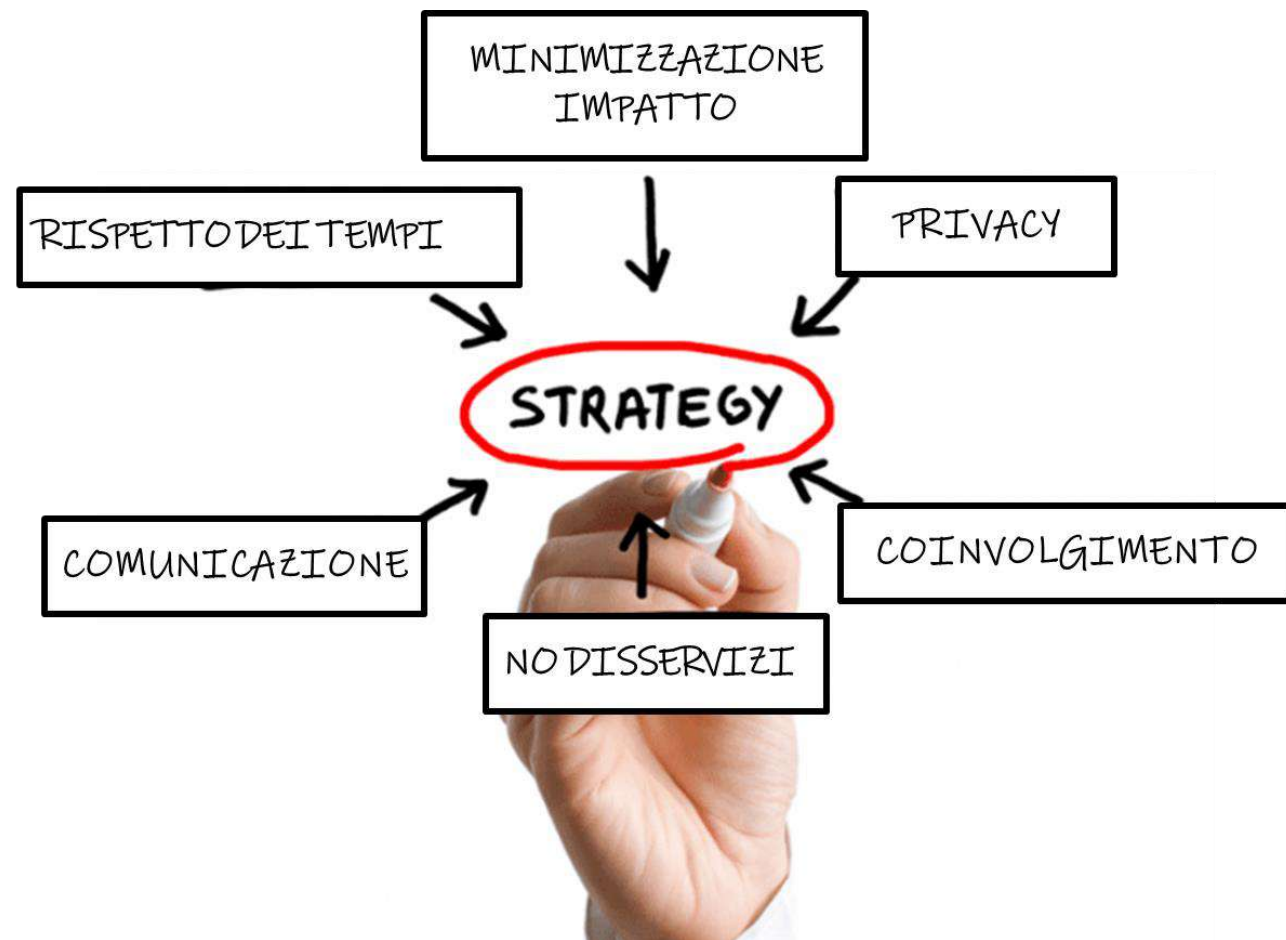 MINIMIZZAZIONE
IMPATTO
RISPETTO DEI TEMPI
PRIVACY
STRATEGY
COMUNICAZIONE
COINVOLGIMENTO
NO DISSERVIZI